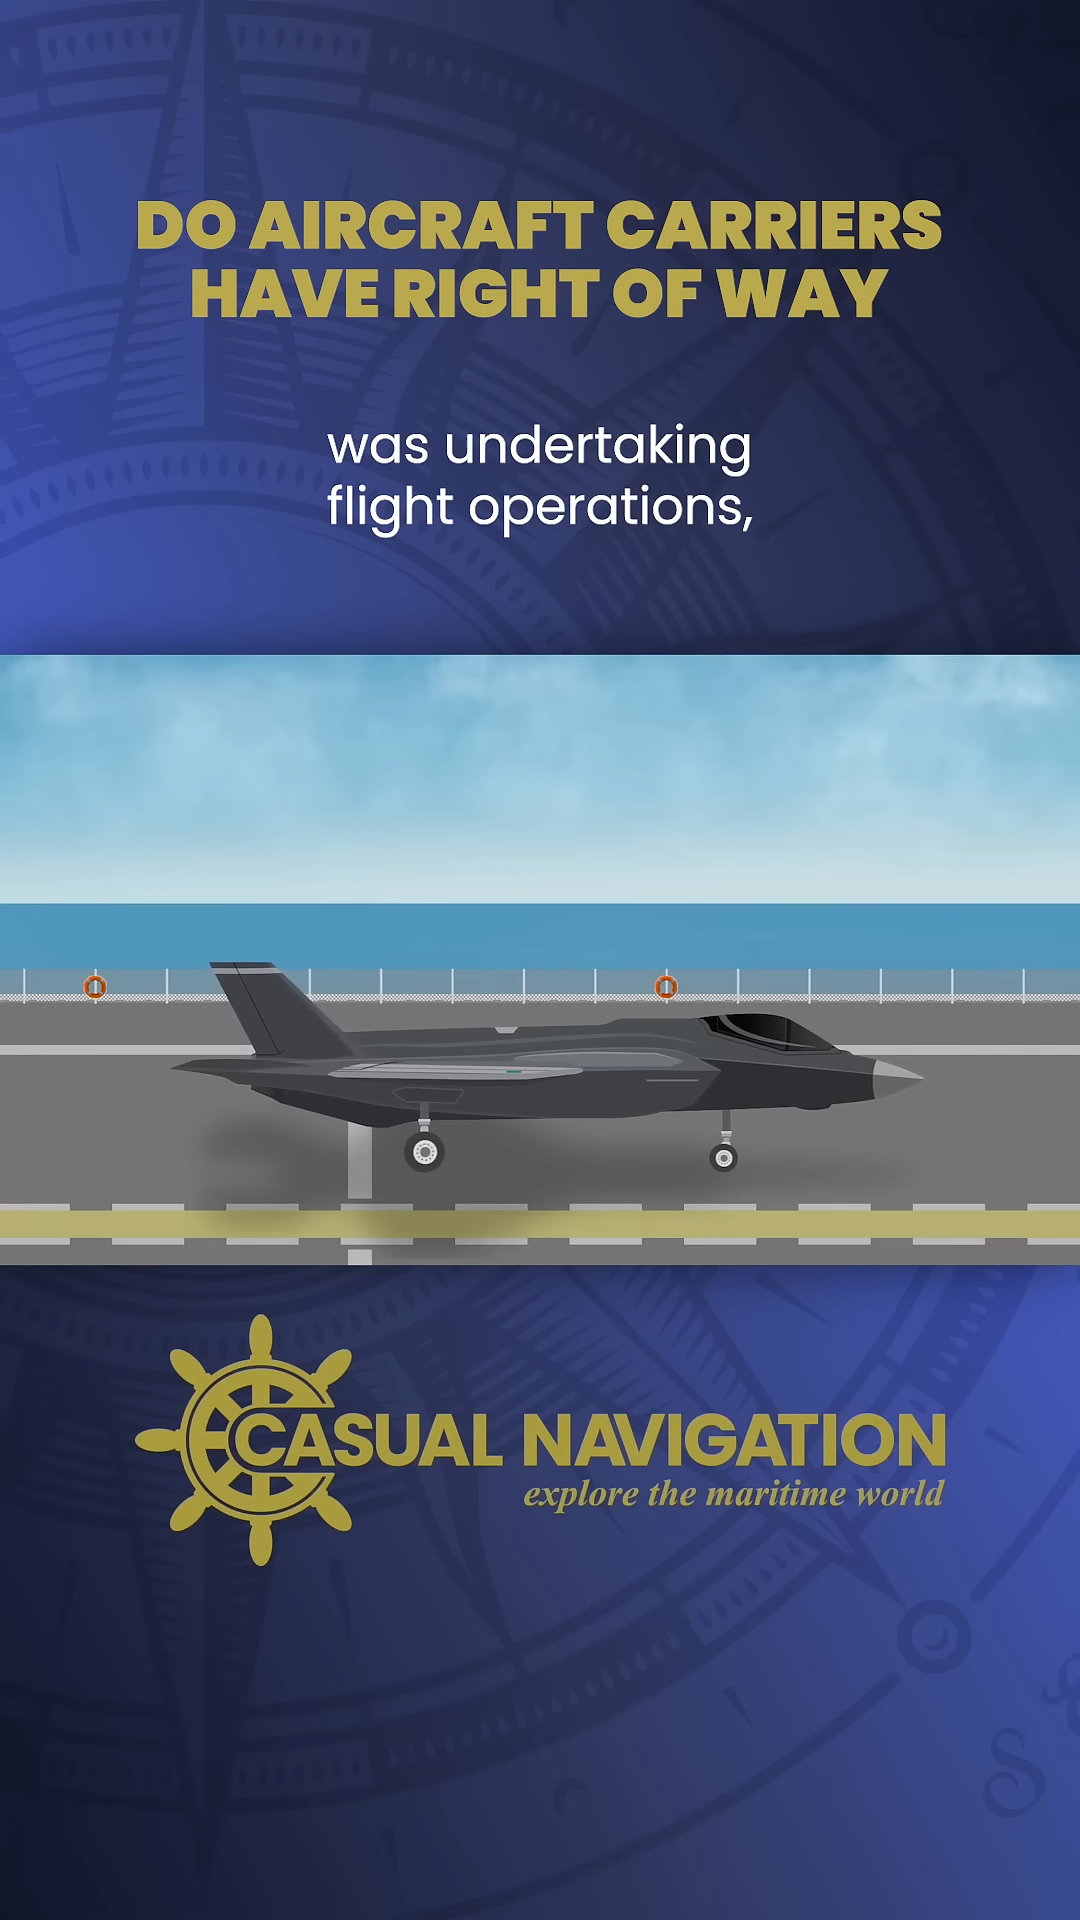 DO AIRCRAFT CARRIERS
HAVE RIGHT OF WAY
was undertaking
flight operations,
CASUAL NAVIGATION
explore the maritime world
S